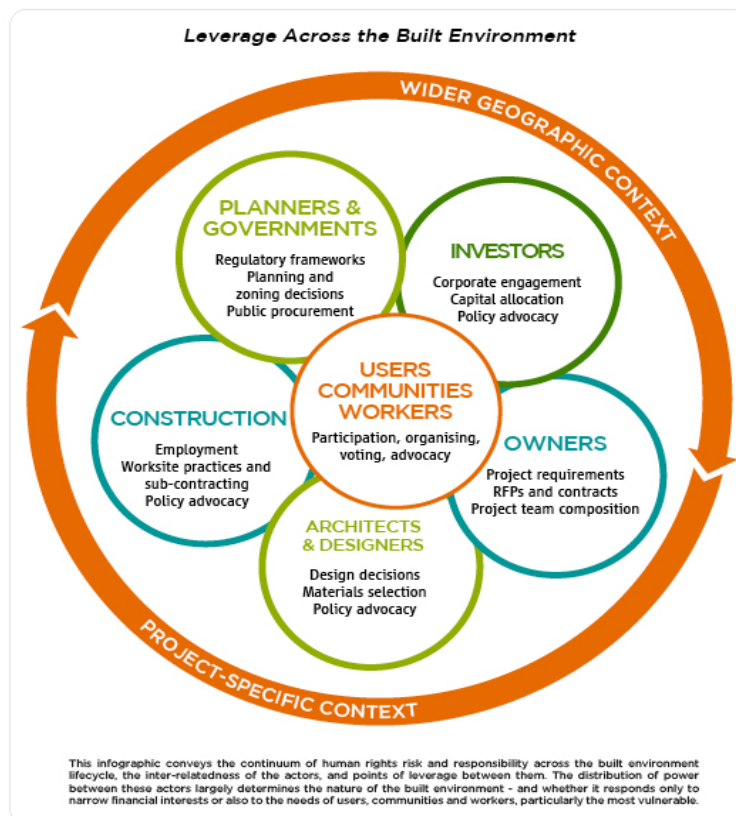 Leverage Across the Built Environment
WIDER GEOGRAPHIC CONTEXT
PLANNERS &
GOVERNMENTS
Regulatory frameworks
Planning and
zoning decisions
Public procurement
INVESTORS
Corporate engagement
Capital allocation
Policy advocacy
USERS
COMMUNITIES
WORKERS
Participation, organising,
voting, advocacy
CONSTRUCTION
Employment
Worksite practices and
sub-contracting
Policy advocacy
OWNERS
Project requirements
RFPs and contracts
Project team composition
ARCHITECTS
& DESIGNERS
Design decisions
Materials selection
Policy advocacy
PROJECT-SPECIFIC CONTEXT
This infographic conveys the continuum of human rights risk and responsibility across the built environment
lifecycle, the inter-relatedness of the actors, and points of leverage between them. The distribution of power
between these actors largely determines the nature of the built environment - and whether it responds only to
narrow financial interests or also to the needs of users, communities and workers, particularly the most vulnerable.